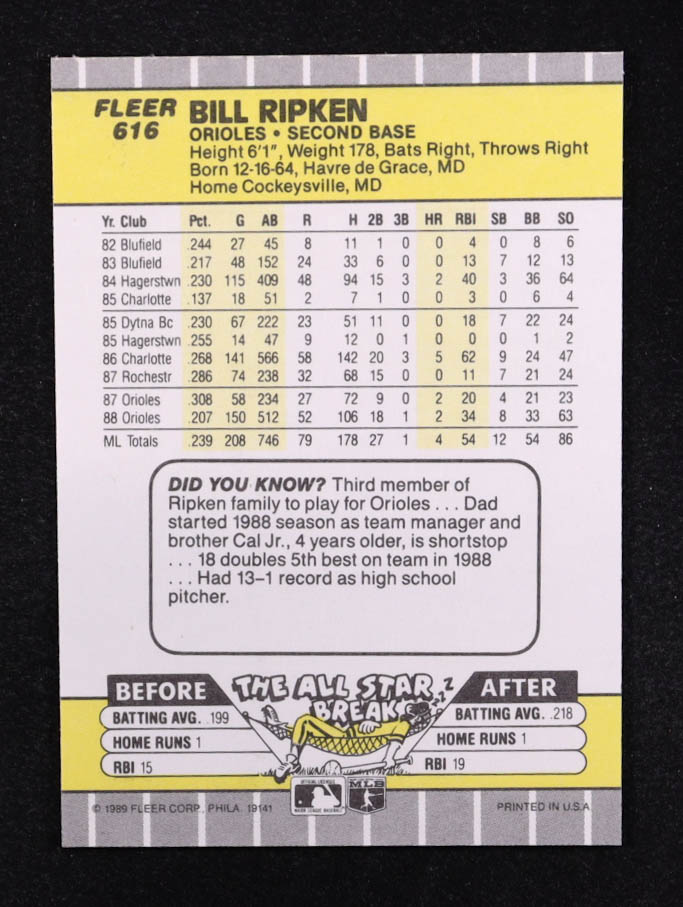 FLEER
616
BILL RIPKEN
ORIOLES • SECOND BASE
Height 6'1", Weight 178, Bats Right, Throws Right
Born 12-16-64, Havre de Grace, MD
Home Cockeysville, MD
Yr. Club Pct. G AB R H 2B 3B HR RBI SB BB SO
82 Blufield .244 27 45 8 11 1 0 0 4 0 8 6
83 Blufield .217 48 152 24 33 6 0 0 13 7 12 13
84 Hagerstwn .230 115 409 48 94 15 3 2 40 3 36 64
85 Charlotte .137 18 51 2 7 1 0 0 3 0 6 4
85 Dytna Bc .230 67 222 23 51 11 0 0 18 7 22 24
85 Hagerstwn .255 14 47 9 12 0 1 0 0 0 1 2
86 Charlotte .268 141 566 58 142 20 3 5 62 9 24 47
87 Rochestr .286 74 238 32 68 15 0 0 11 7 21 24
87 Orioles .308 58 234 27 72 9 0 2 20 4 21 23
88 Orioles .207 150 512 52 106 18 1 2 34 8 33 63
ML Totals .239 208 746 79 178 27 1 4 54 12 54 86
DID YOU KNOW? Third member of
Ripken family to play for Orioles . . . Dad
started 1988 season as team manager and
brother Cal Jr., 4 years older, is shortstop
. . . 18 doubles 5th best on team in 1988
. . . Had 13–1 record as high school
pitcher.
BEFORE THE ALL STAR BREAK ZZZ AFTER
BATTING AVG. .199 BATTING AVG. .218
HOME RUNS 1 HOME RUNS 1
RBI 15 RBI 19
OFFICIAL LICENSEE
MAJOR LEAGUE BASEBALL
MLB
© 1989 FLEER CORP., PHILA. 19141 PRINTED IN U.S.A.